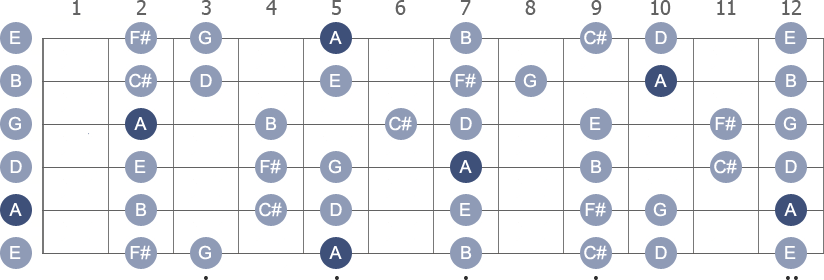 1 2 3 4 5 6 7 8 9 10 11 12
E F# G A B C# D E
B C# D E F# G A B
G A B C# D E F# G
D E F# G A B C# D
A B C# D E F# G A
E F# G A B C# D E